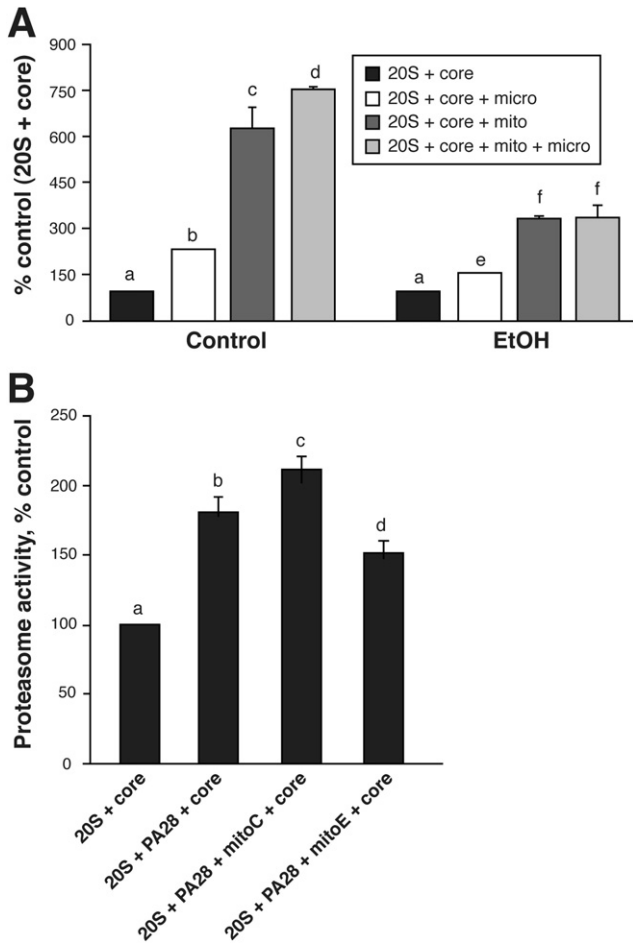 A
% control (20S + core)
900
750
600
450
300
150
0
a
b
c
d
a
e
f
f
20S + core
20S + core + micro
20S + core + mito
20S + core + mito + micro
Control
EtOH
B
Proteasome activity, % control
250
200
150
100
50
0
a
b
c
d
20S + core
20S + PA28 + core
20S + PA28 + mitoC + core
20S + PA28 + mitoE + core